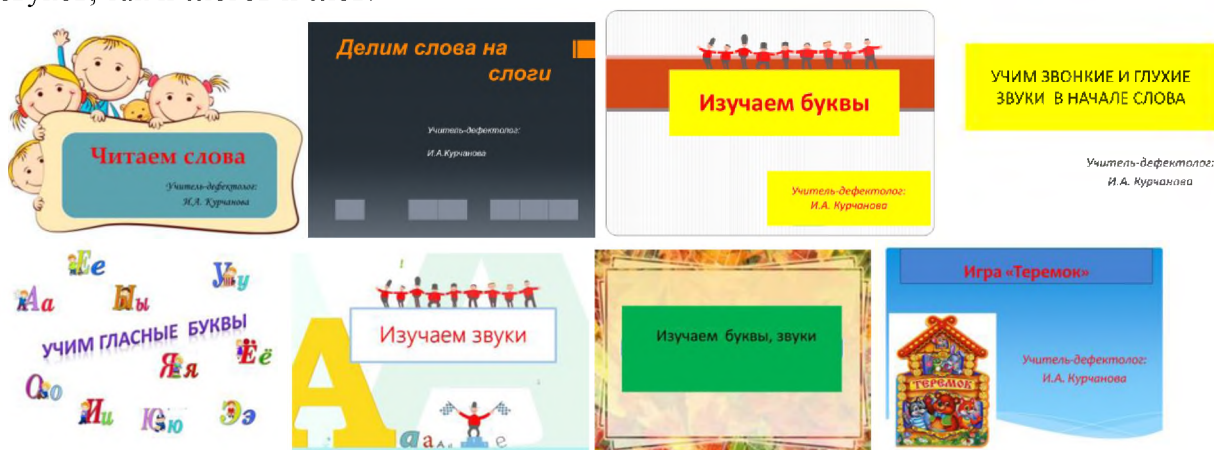 Читаем слова
Учитель-дефектолог:
И.А. Курчанова
Делим слова на
слоги
Учитель-дефектолог:
И.А.Курчанова
Изучаем буквы
Учитель-дефектолог:
И.А. Курчанова
УЧИМ ЗВОНКИЕ И ГЛУХИЕ
ЗВУКИ В НАЧАЛЕ СЛОВА
Учитель-дефектолог:
И.А. Курчанова
Ее
Уу
Аа
Ыы
УЧИМ ГЛАСНЫЕ БУКВЫ
Яя
Ёё
Оо
Ии
Юю
Ээ
Изучаем звуки
А
а а А а е
Изучаем буквы, звуки
Игра «Теремок»
ТЕРЕМОК
Учитель-дефектолог:
И.А. Курчанова